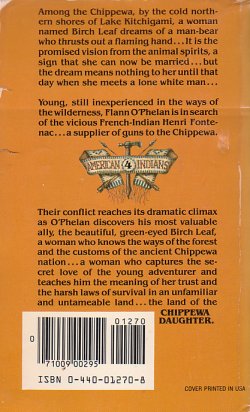 Among the Chippewa, by the cold north-
ern shores of Lake Kitchigami, a woman
named Birch Leaf dreams of a man-bear
who thrusts out a flaming hand...It is the
promised vision from the animal spirits, a
sign that she can now be married...but
the dream means nothing to her until that
day when she meets a lone white man...
Young, still inexperienced in the ways of
the wilderness, Flann O'Phelan is in search
of the vicious French-Indian Henri Fonte-
nac...a supplier of guns to the Chippewa.
AMERICAN 4 INDIANS
Their conflict reaches its dramatic climax
as O'Phelan discovers his most valuable
ally, the beautiful, green-eyed Birch Leaf,
a woman who knows the ways of the forest
and the customs of the ancient Chippewa
nation...a woman who captures the se-
cret love of the young adventurer and
teaches him the meaning of her trust and
the harsh laws of survival in an unfamiliar
and untameable land...the land of the
CHIPPEWA
DAUGHTER.
01270
0 71009 00295
ISBN 0-440-01270-8
COVER PRINTED IN USA